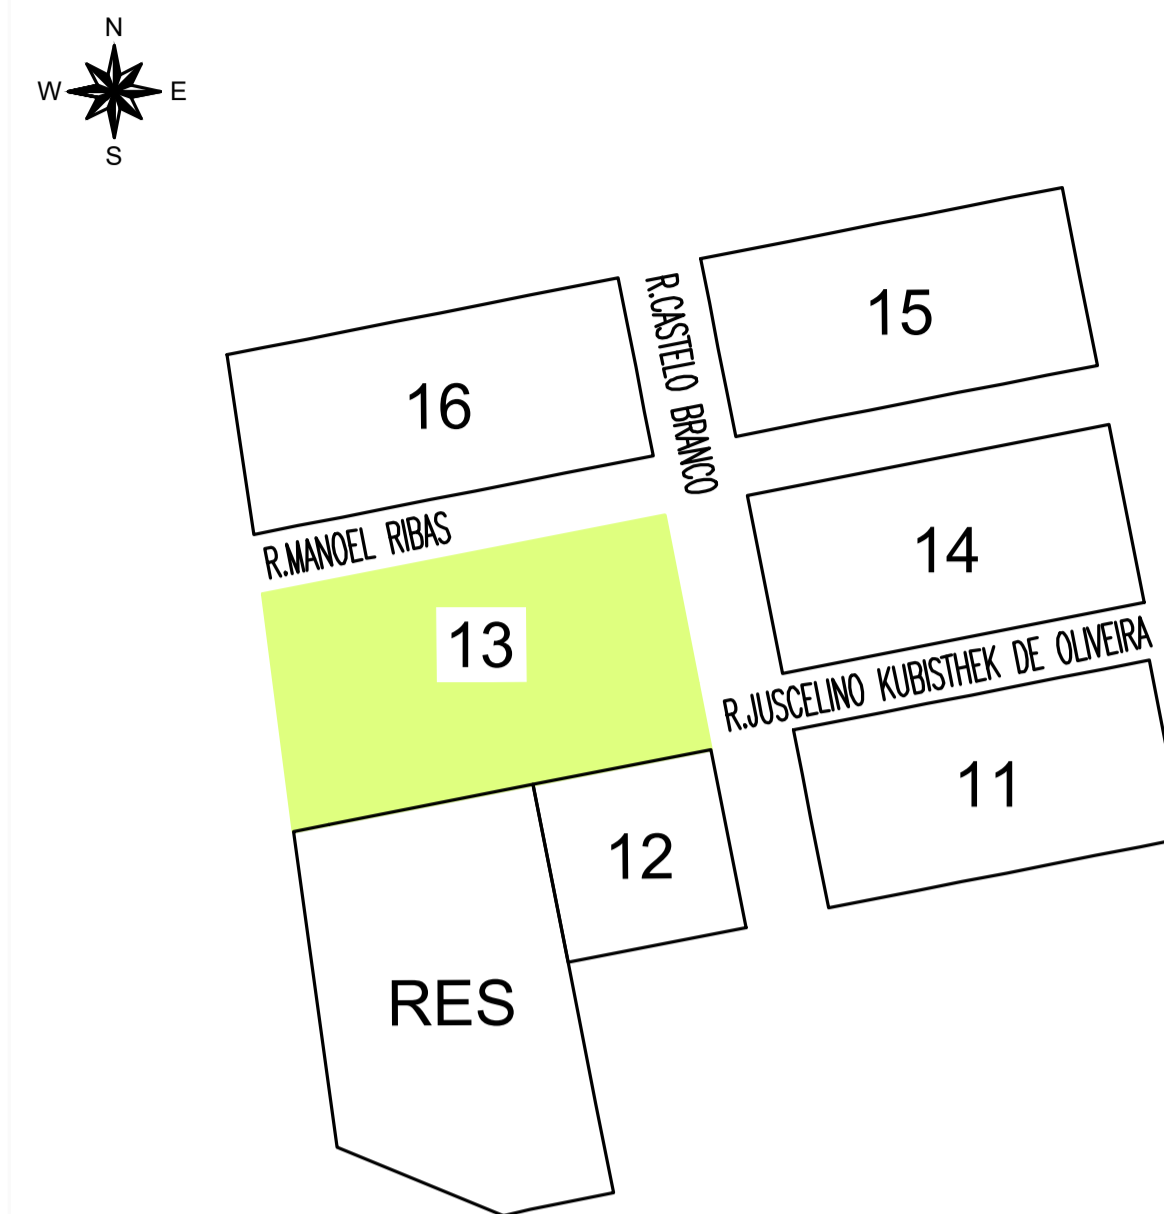 N
W E
S
15
R.CASTELO BRANCO
16
R.MANOEL RIBAS
14
13
R.JUSCELINO KUBISTHEK DE OLIVEIRA
11
12
RES